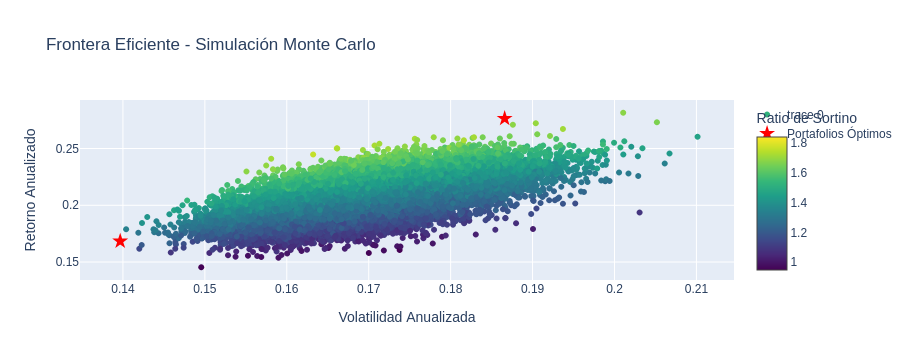 Frontera Eficiente - Simulación Monte Carlo
Retorno Anualizado
0.25
0.2
0.15
0.14
0.15
0.16
0.17
0.18
0.19
0.2
0.21
Volatilidad Anualizada
trace 0
Ratio de Sortino
Portafolios Óptimos
1.8
1.6
1.4
1.2
1